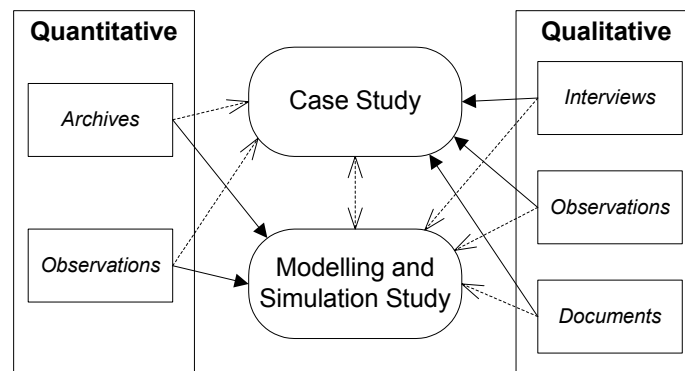 Quantitative
Archives
Observations
Case Study
Modelling and
Simulation Study
Qualitative
Interviews
Observations
Documents